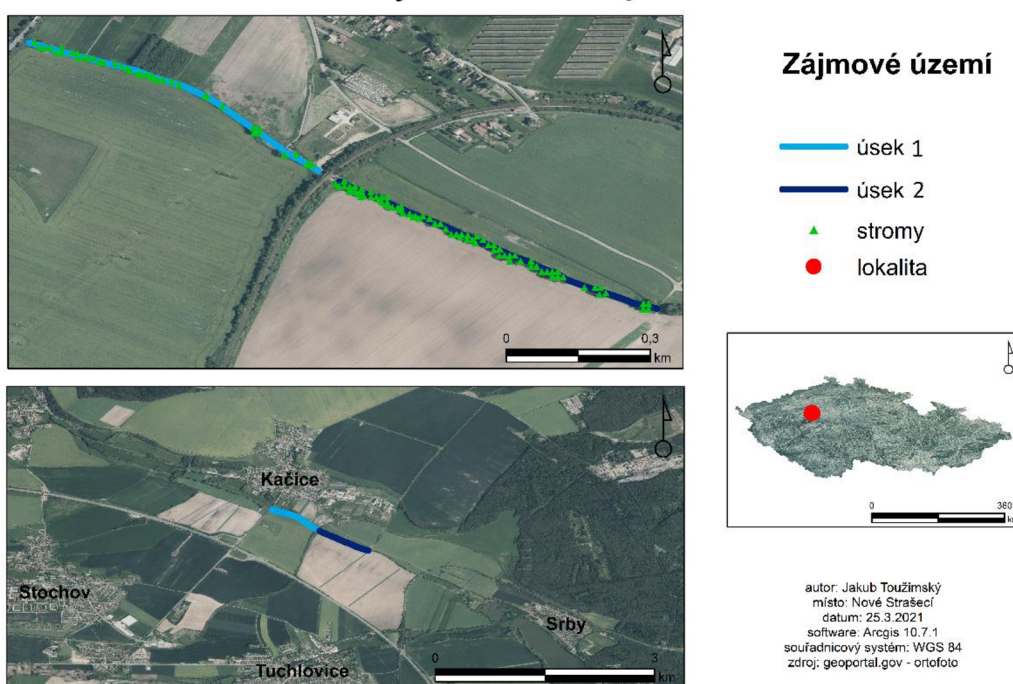 Zájmové území
úsek 1
úsek 2
stromy
lokalita
0 0,3
km
Kačice
Stochov
Srby
Tuchlovice
0 3
km
0 360
autor: Jakub Toužimský
místo: Nové Strašecí
datum: 25.3.2021
software: Arcgis 10.7.1
souřadnicový systém: WGS 84
zdroj: geoportal.gov - ortofoto